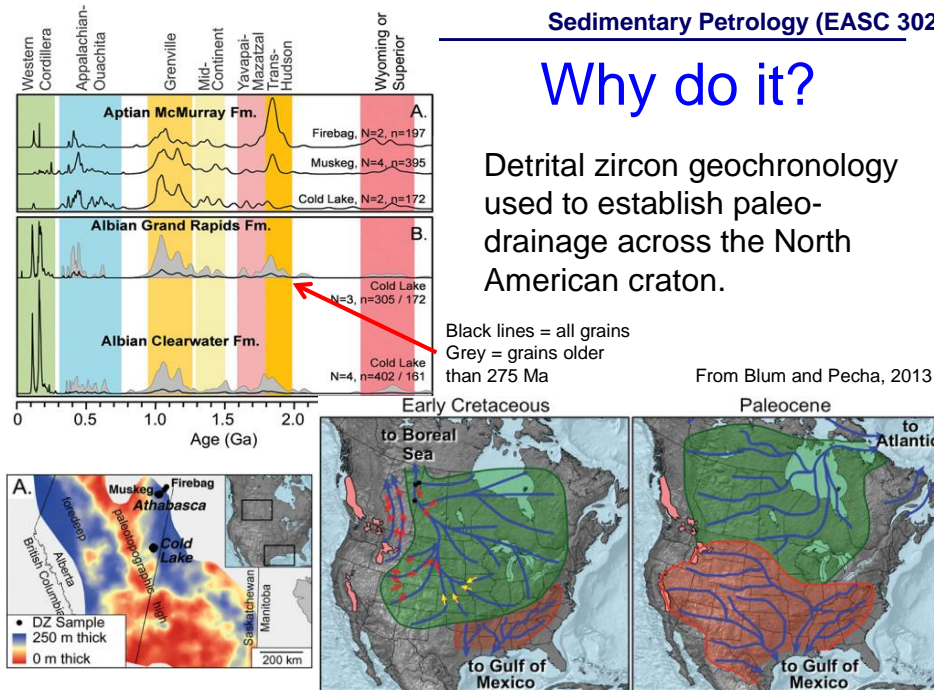 Sedimentary Petrology (EASC 302
Why do it?
Detrital zircon geochronology
used to establish paleo-
drainage across the North
American craton.
Black lines = all grains
Grey = grains older
than 275 Ma
From Blum and Pecha, 2013
Western
Cordillera
Appalachian-
Ouachita
Grenville
Mid-
Continent
Yavapai-
Mazatzal
Trans-
Hudson
Wyoming or
Superior
Aptian McMurray Fm.
A.
Firebag, N=2, n=197
Muskeg, N=4, n=395
Cold Lake, N=2, n=172
Albian Grand Rapids Fm.
B.
Cold Lake
N=3, n=305 / 172
Albian Clearwater Fm.
Cold Lake
N=4, n=402 / 161
0 0.5 1.0 1.5 2.0
Age (Ga)
A.
Muskeg
Firebag
Athabasca
Cold
Lake
foredeep
paleotopographic high
Alberta
British Columbia
Saskatchewan
Manitoba
DZ Sample
250 m thick
0 m thick
200 km
Early Cretaceous
to Boreal
Sea
to Gulf of
Mexico
Paleocene
to
Atlantic
to Gulf of
Mexico